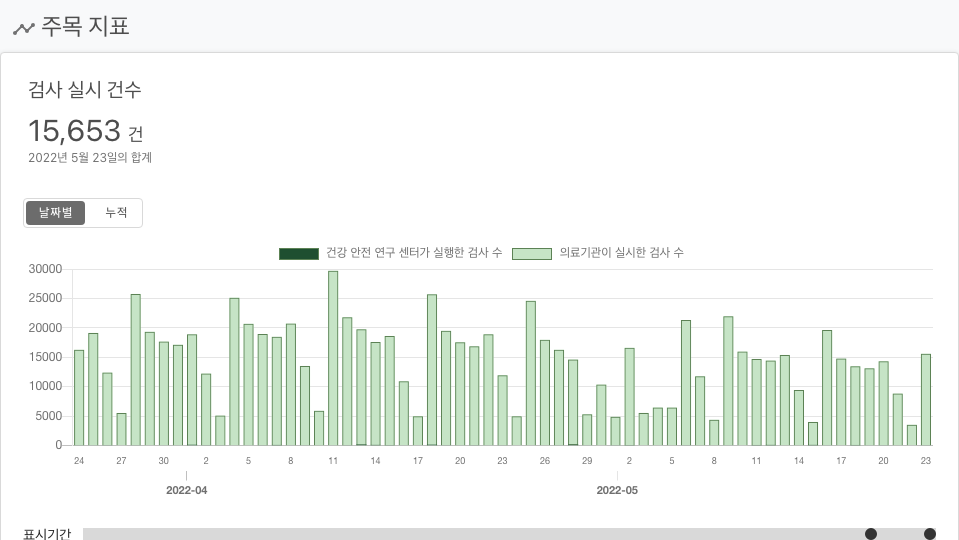 주목 지표
검사 실시 건수
15,653 건
2022년 5월 23일의 합계
날짜별 누적
건강 안전 연구 센터가 실행한 검사 수 의료기관이 실시한 검사 수
30000
25000
20000
15000
10000
5000
0
24 27 30 2 5 8 11 14 17 20 23 26 29 2 5 8 11 14 17 20 23
2022-04 2022-05
표시기간